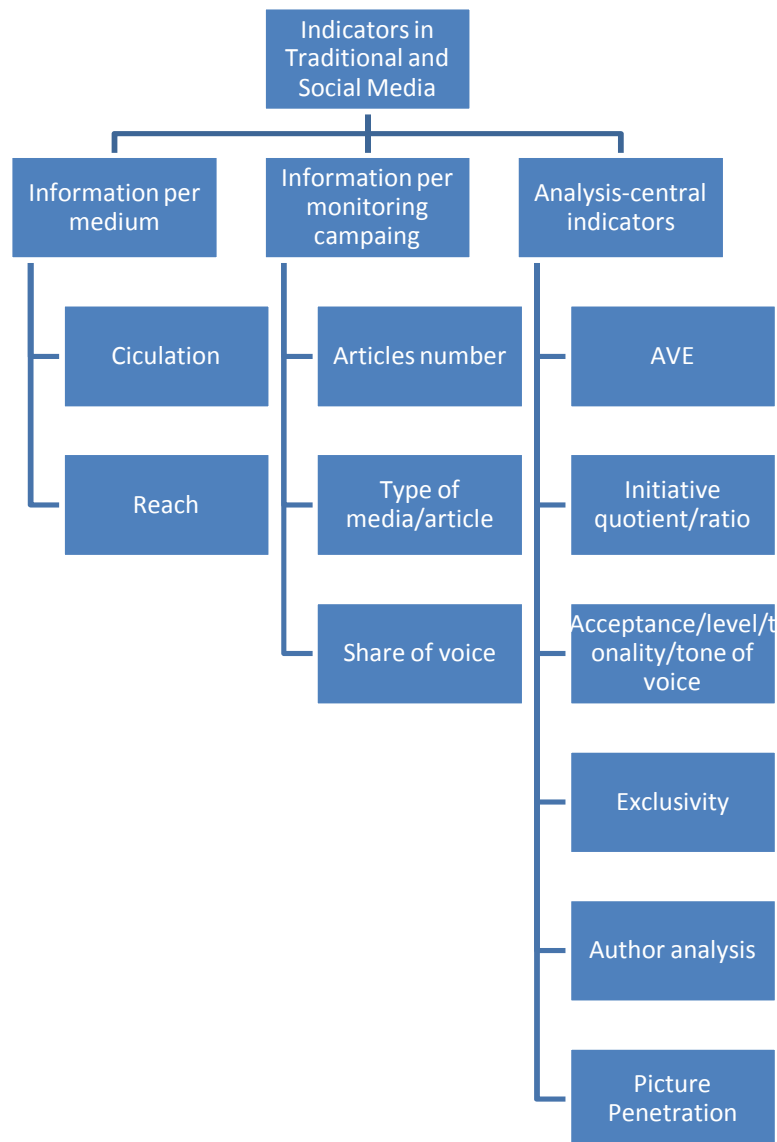 Indicators in
Traditional and
Social Media
Information per
medium
Information per
monitoring
campaing
Analysis-central
indicators
Ciculation
Reach
Articles number
Type of
media/article
Share of voice
AVE
Initiative
quotient/ratio
Acceptance/level/t
onality/tone of
voice
Exclusivity
Author analysis
Picture
Penetration